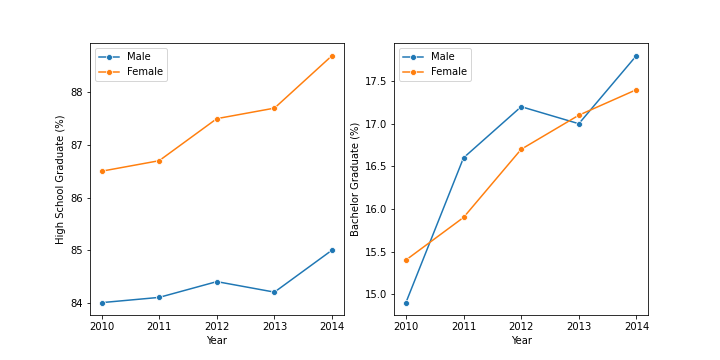 Male
Female
High School Graduate (%)
88
87
86
85
84
2010 2011 2012 2013 2014
Year
Male
Female
Bachelor Graduate (%)
17.5
17.0
16.5
16.0
15.5
15.0
2010 2011 2012 2013 2014
Year